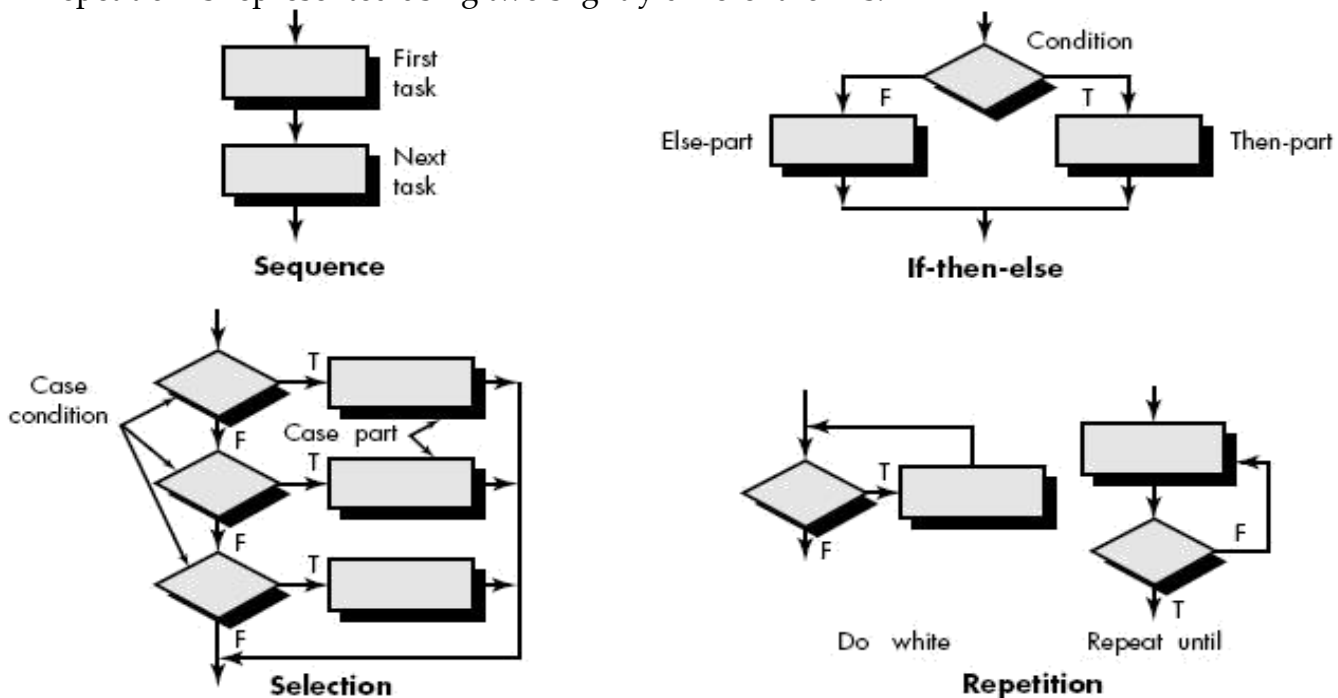 First
task
Next
task
Sequence
Condition
F
T
Else-part
Then-part
If-then-else
Case
condition
T
F
Case part
T
F
T
F
Selection
T
F
Do white
F
T
Repeat until
Repetition